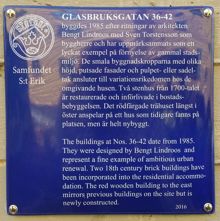 GLASBRUKSGATAN 36-42
byggdes 1985 efter ritningar av arkitekten
Bengt Lindroos med Sven Torstensson som
byggherre och har uppmärksammats som ett
lyckat exempel på förnyelse av gammal stads-
miljö. De smala byggnadskropparna med olika
höjd, putsade fasader och pulpet- eller sadel-
tak ansluter till variationsrikedomen hos de
omgivande husen. Två stenhus från 1700-talet
är restaurerade och införlivade i bostads-
bebyggelsen. Det rödfärgade trähuset längst i
öster anspelar på ett hus som tidigare fanns på
platsen, men är helt nybyggt.
Samfundet
S:t Erik
The buildings at Nos. 36-42 date from 1985.
They were designed by Bengt Lindroos and
represent a fine example of ambitious urban
renewal. Two 18th century brick buildings have
been incorporated into the residential accommo-
dation. The red wooden building to the east
mirrors previous buildings on the site but is
newly constructed.
2016